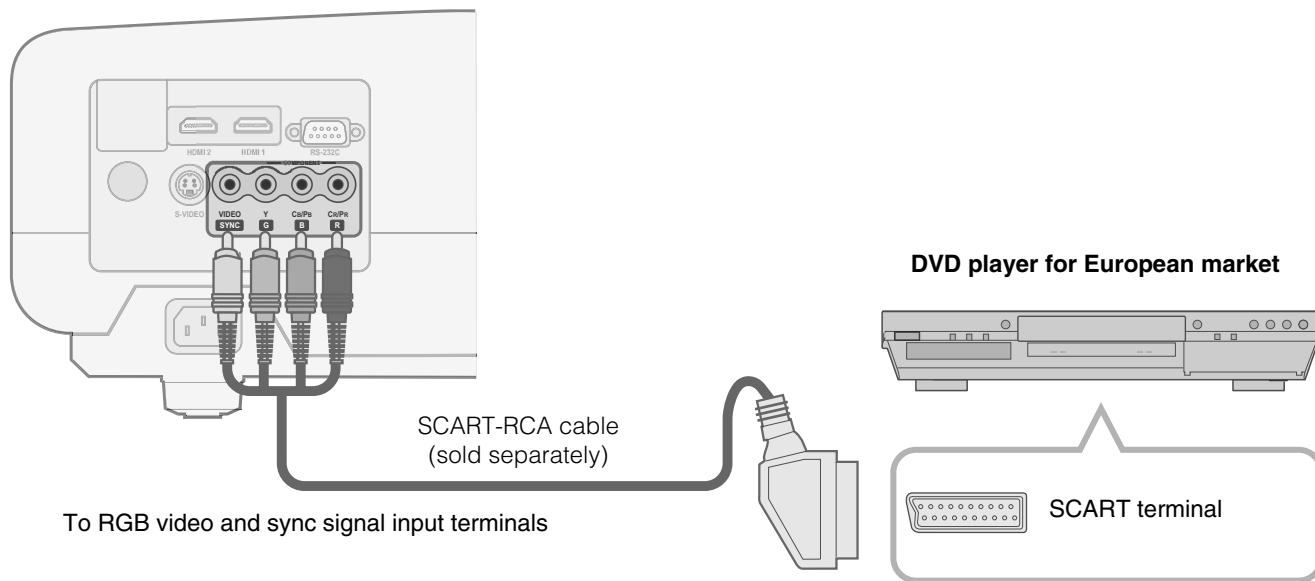 HDMI 2 HDMI 1 RS-232C
COMPONENT
S-VIDEO VIDEO Y CB/PB CR/PR
SYNC G B R
DVD player for European market
SCART-RCA cable
(sold separately)
To RGB video and sync signal input terminals
SCART terminal